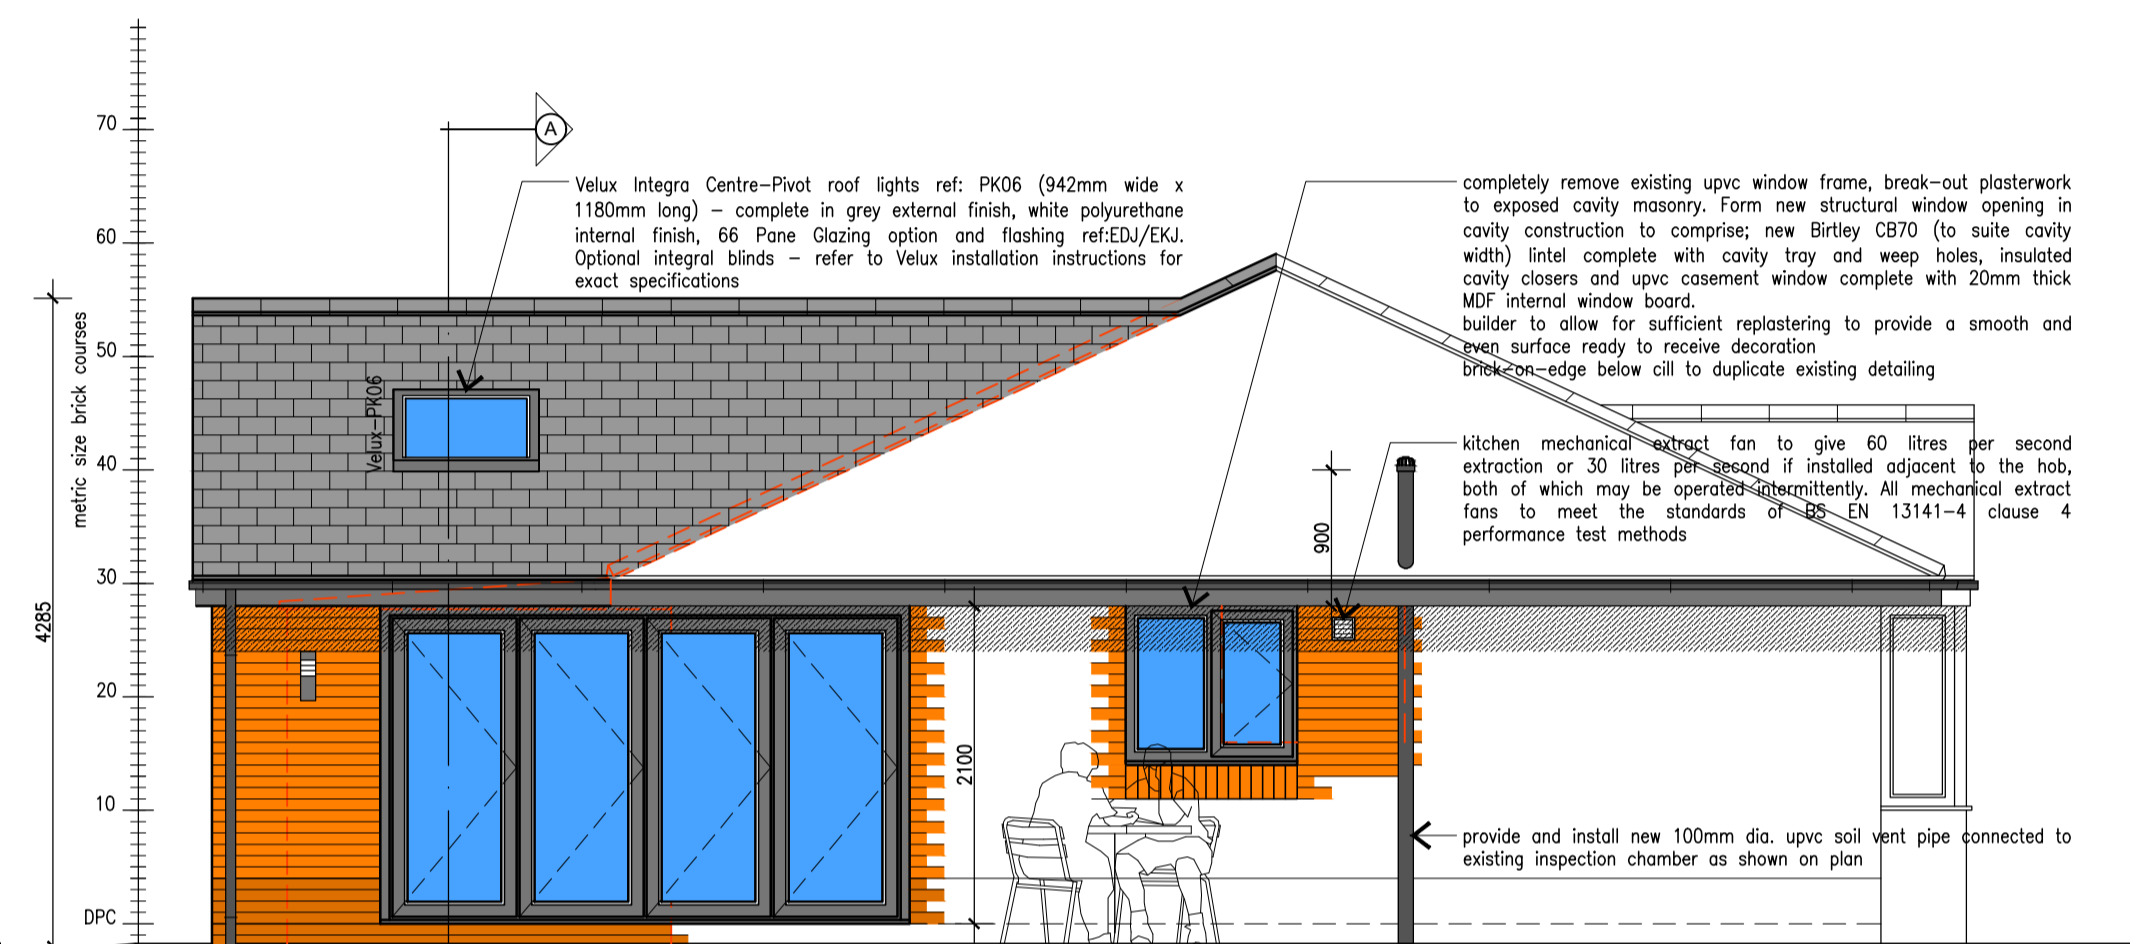 70
60
50
40
30
20
10
DPC
metric size brick courses
4285
A
Velux Integra Centre-Pivot roof lights ref: PK06 (942mm wide x
1180mm long) – complete in grey external finish, white polyurethane
internal finish, 66 Pane Glazing option and flashing ref:EDJ/EKJ.
Optional integral blinds – refer to Velux installation instructions for
exact specifications
Velux-PK06
completely remove existing upvc window frame, break-out plasterwork
to exposed cavity masonry. Form new structural window opening in
cavity construction to comprise; new Birtley CB70 (to suite cavity
width) lintel complete with cavity tray and weep holes, insulated
cavity closers and upvc casement window complete with 20mm thick
MDF internal window board.
builder to allow for sufficient replastering to provide a smooth and
even surface ready to receive decoration
brick-on-edge below cill to duplicate existing detailing
kitchen mechanical extract fan to give 60 litres per second
extraction or 30 litres per second if installed adjacent to the hob,
both of which may be operated intermittently. All mechanical extract
fans to meet the standards of BS EN 13141-4 clause 4
performance test methods
900
2100
provide and install new 100mm dia. upvc soil vent pipe connected to
existing inspection chamber as shown on plan